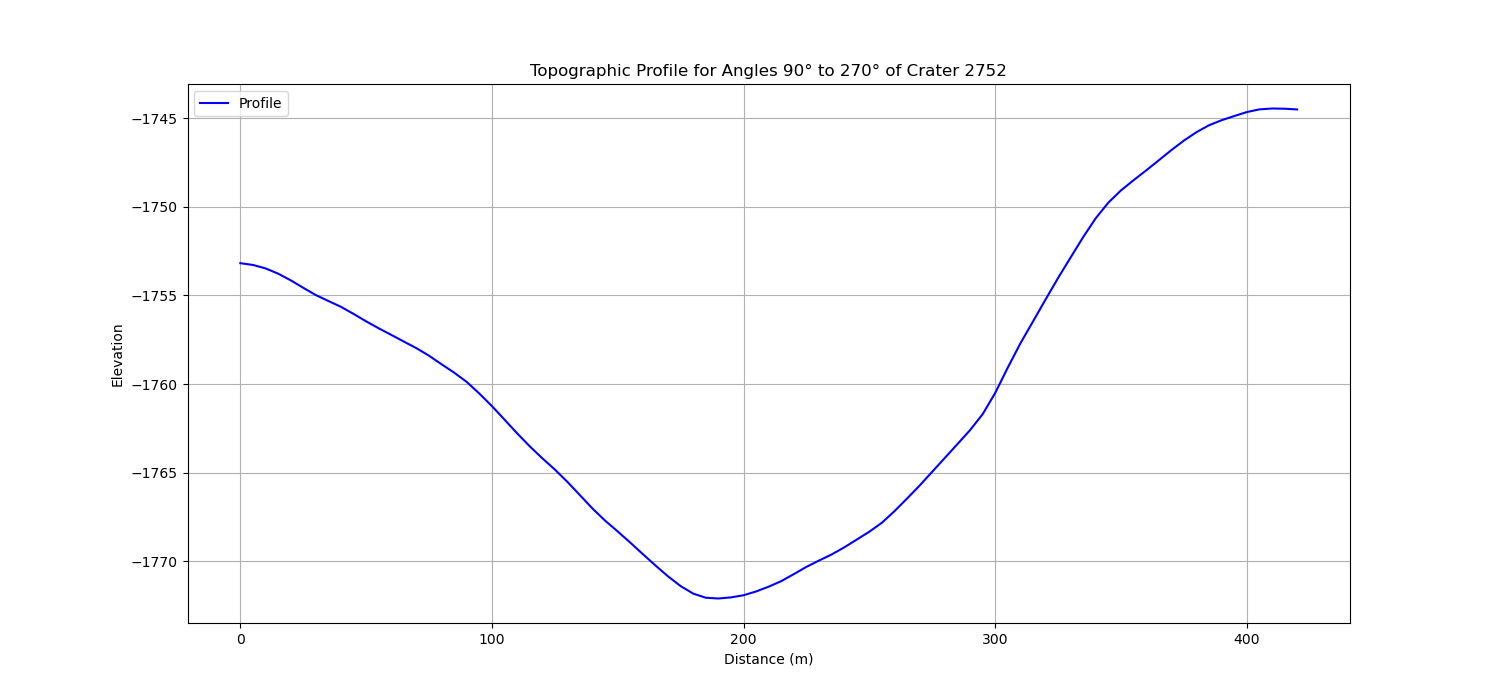 Topographic Profile for Angles 90° to 270° of Crater 2752
Profile
−1745
−1750
−1755
−1760
−1765
−1770
Elevation
0 100 200 300 400
Distance (m)